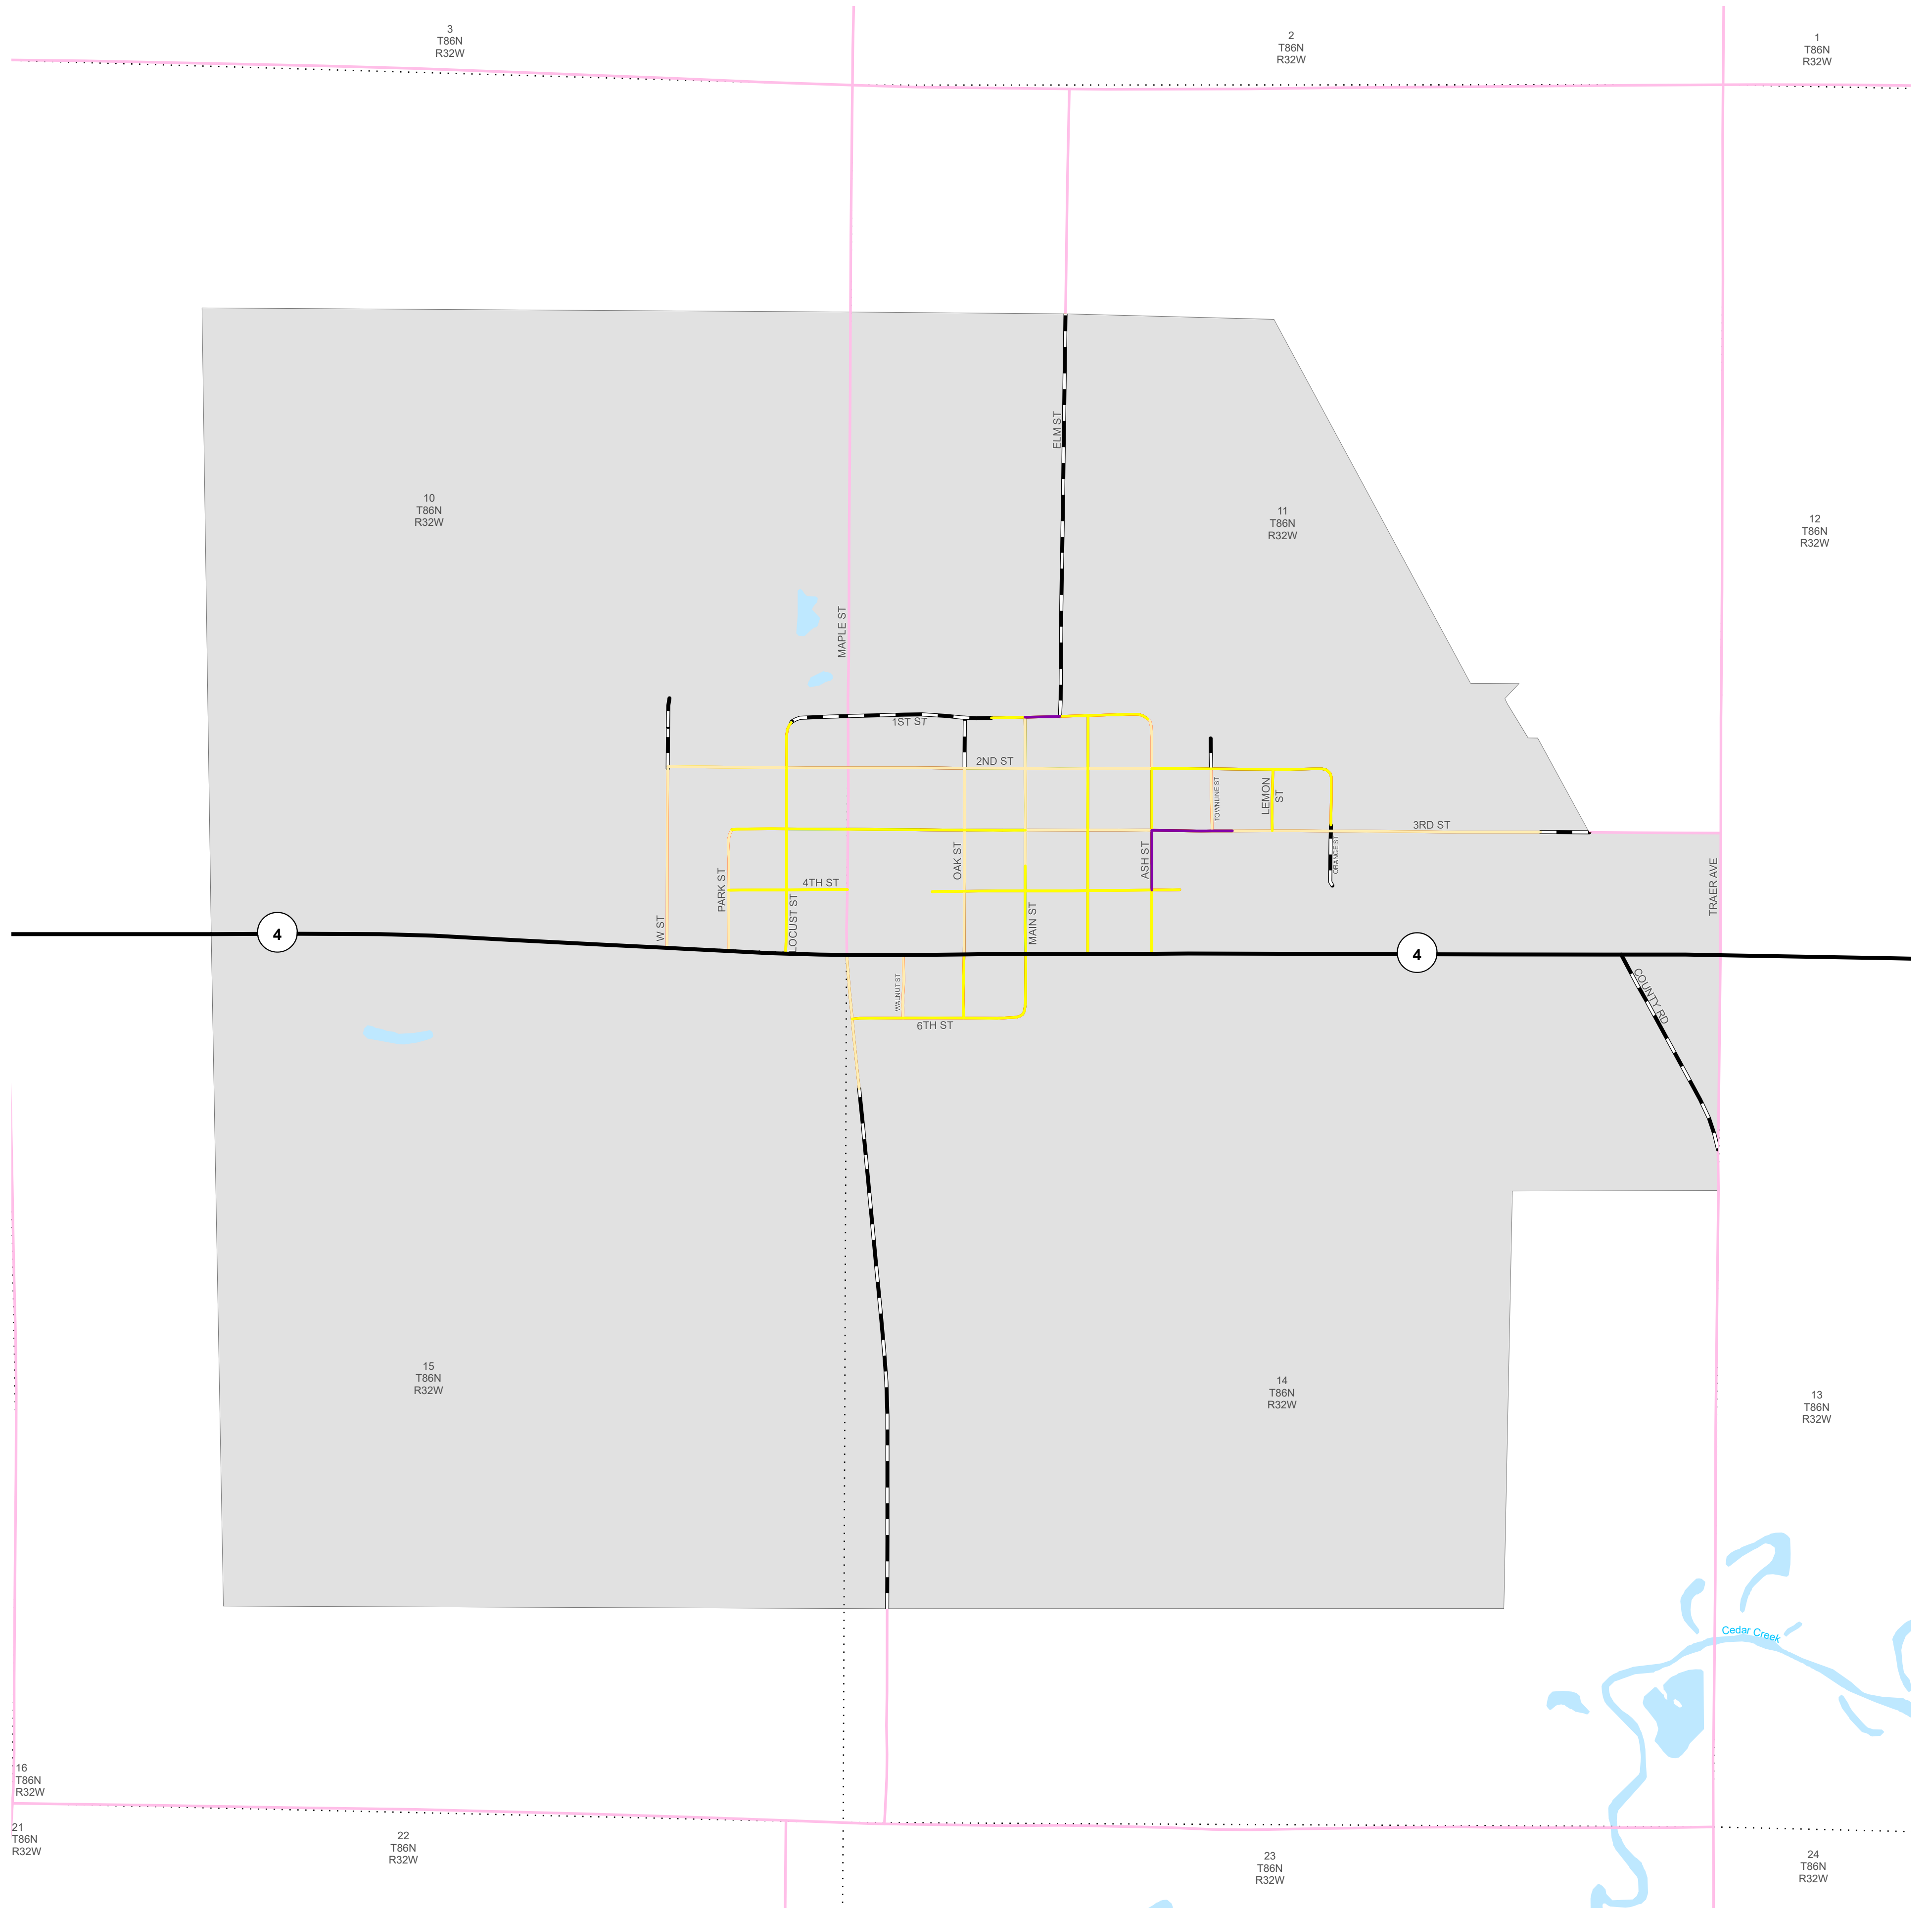 3
T86N
R32W
2
T86N
R32W
1
T86N
R32W
ELM ST
10
T86N
R32W
11
T86N
R32W
12
T86N
R32W
MAPLE ST
1ST ST
2ND ST
TOWNLINE ST
LEMON
ST
3RD ST
ORANGE ST
OAK ST
ASH ST
TRAER AVE
PARK ST
4TH ST
LOCUST ST
W ST
MAIN ST
4
4
WALNUT ST
COUNTY RD
6TH ST
15
T86N
R32W
14
T86N
R32W
13
T86N
R32W
Cedar Creek
16
T86N
R32W
21
T86N
R32W
22
T86N
R32W
23
T86N
R32W
24
T86N
R32W